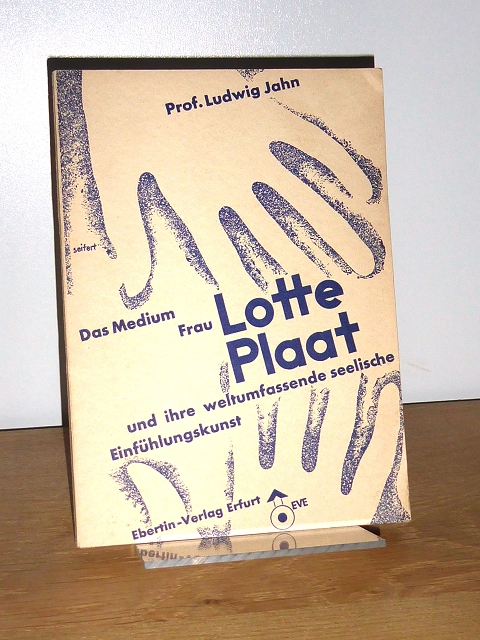 Prof. Ludwig Jahn
seifert
Das Medium Frau Lotte
Plaat
und ihre weltumfassende seelische
Einfühlungskunst
Ebertin-Verlag Erfurt
EVE